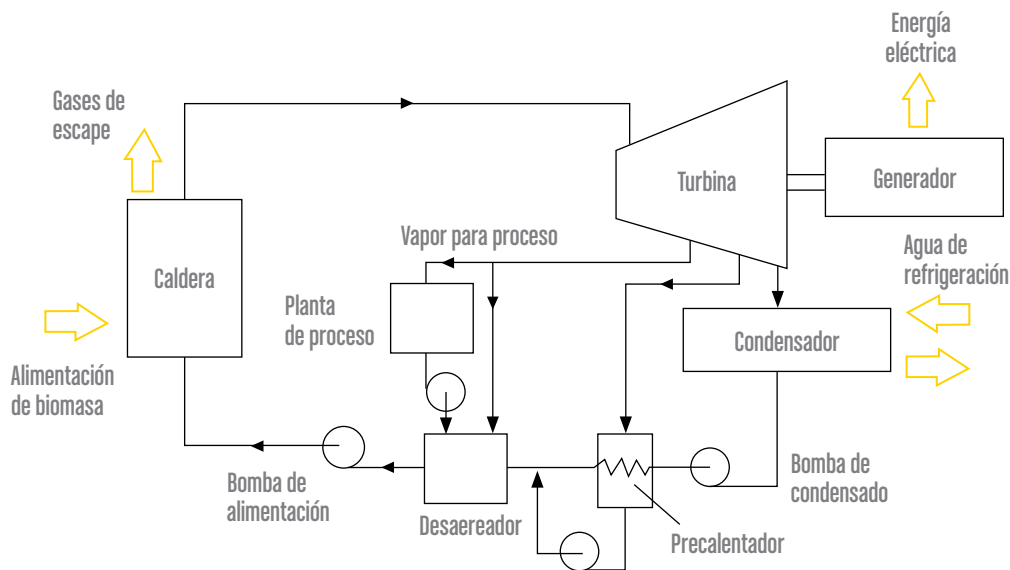 Energía
eléctrica
Gases de
escape
Turbina
Generador
Vapor para proceso
Agua de
refrigeración
Caldera
Planta
de proceso
Condensador
Alimentación
de biomasa
Bomba de
alimentación
Desaereador
Bomba de
condensado
Precalentador